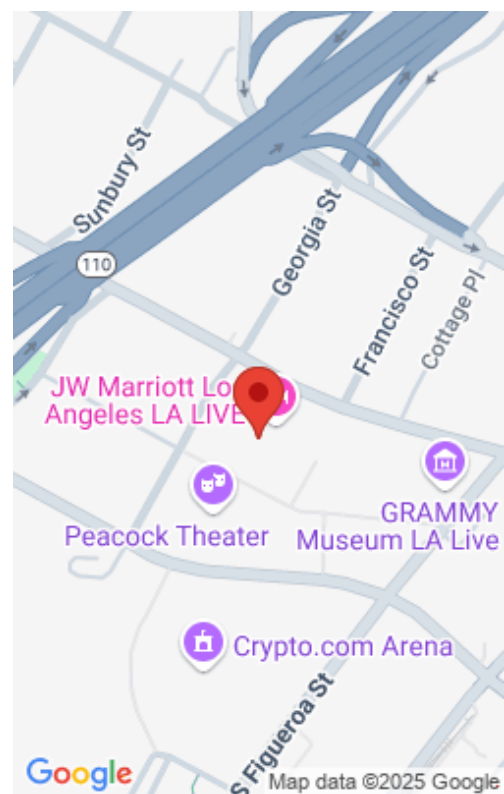 Sunbury St
110
Georgia St
Francisco St
Cottage Pl
JW Marriott Lo
Angeles LA LIVE
Peacock Theater
GRAMMY
Museum LA Live
Crypto.com Arena
S Figueroa St
Google
Map data ©2025 Google